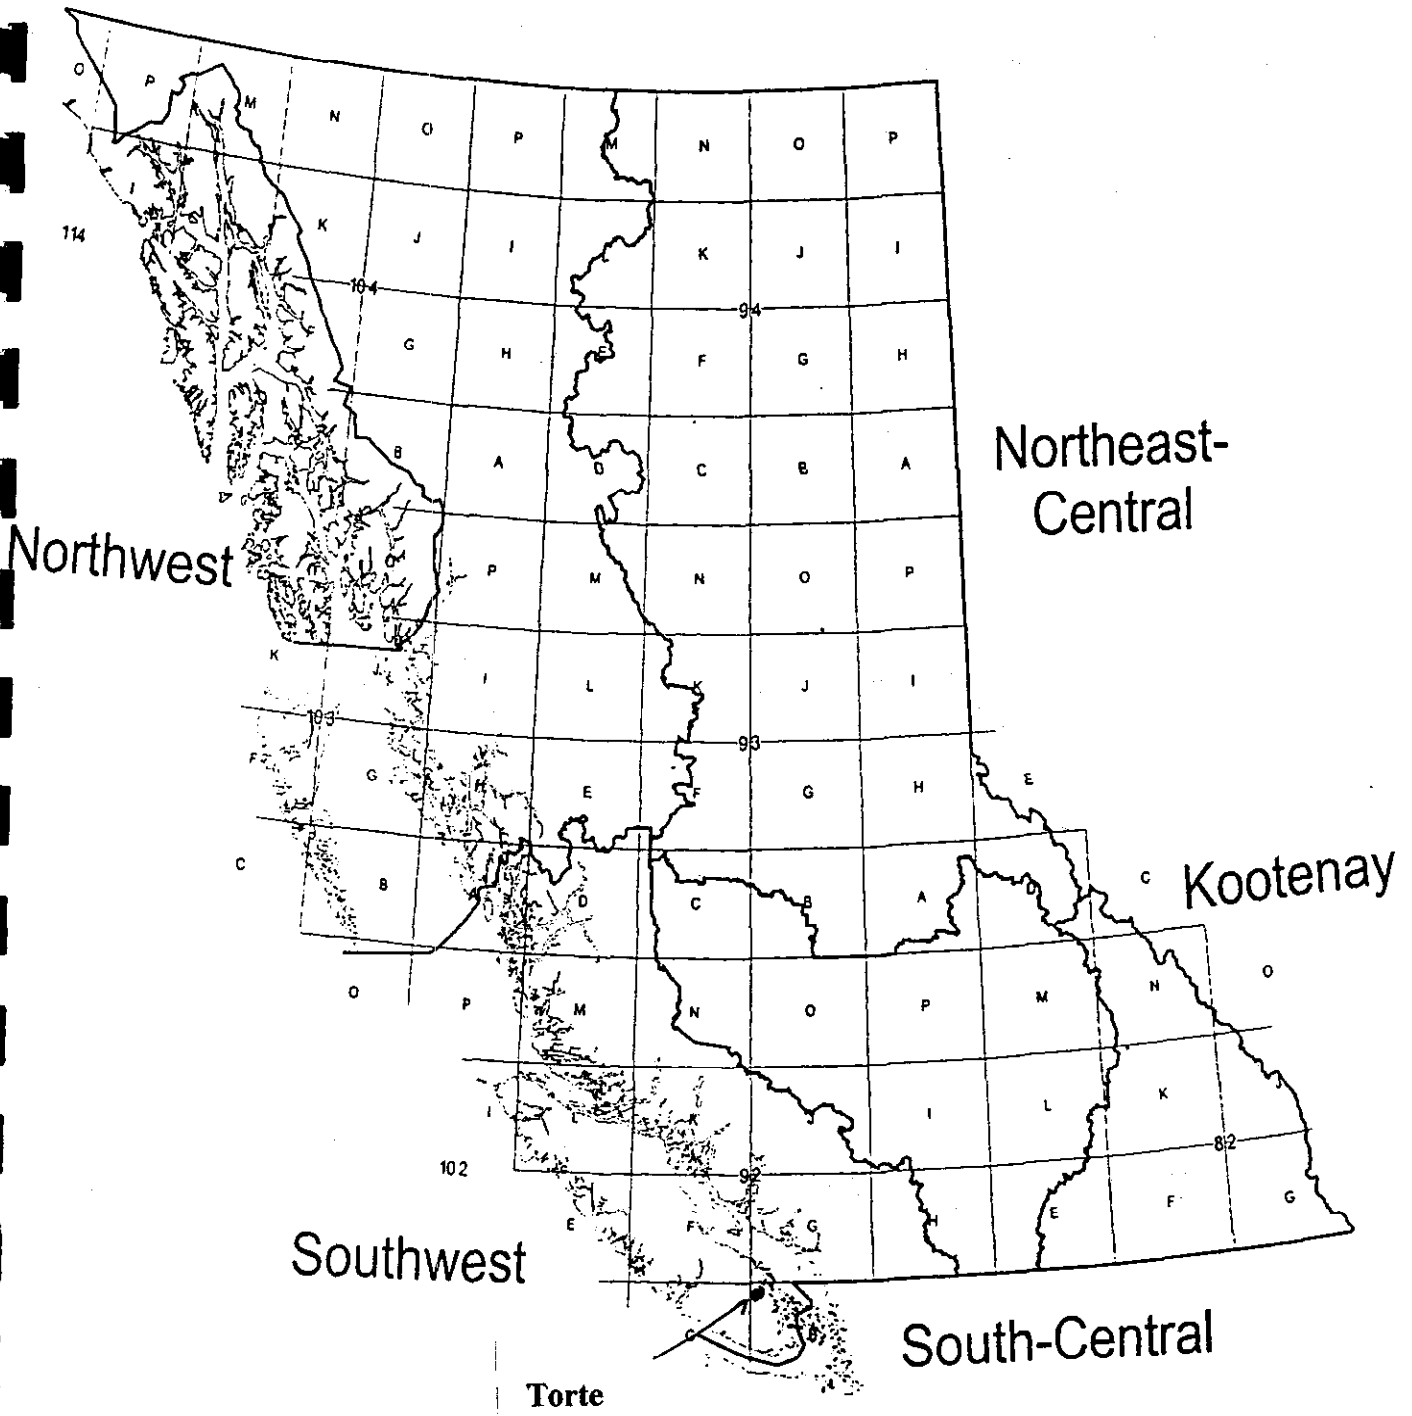 O P M N O P M N O P
I K J I L K J I
114
104 94
G H E F G H
B A D C B A
Northeast-
Central
Northwest
P M N O P
K J I L K J I
103 93
F G H E F G H E
C B A D C B A D C
Kootenay
O P M N O P M N O
I L K I L K J
102 92 82
E F G H E F G
Southwest
C B
South-Central
Torte